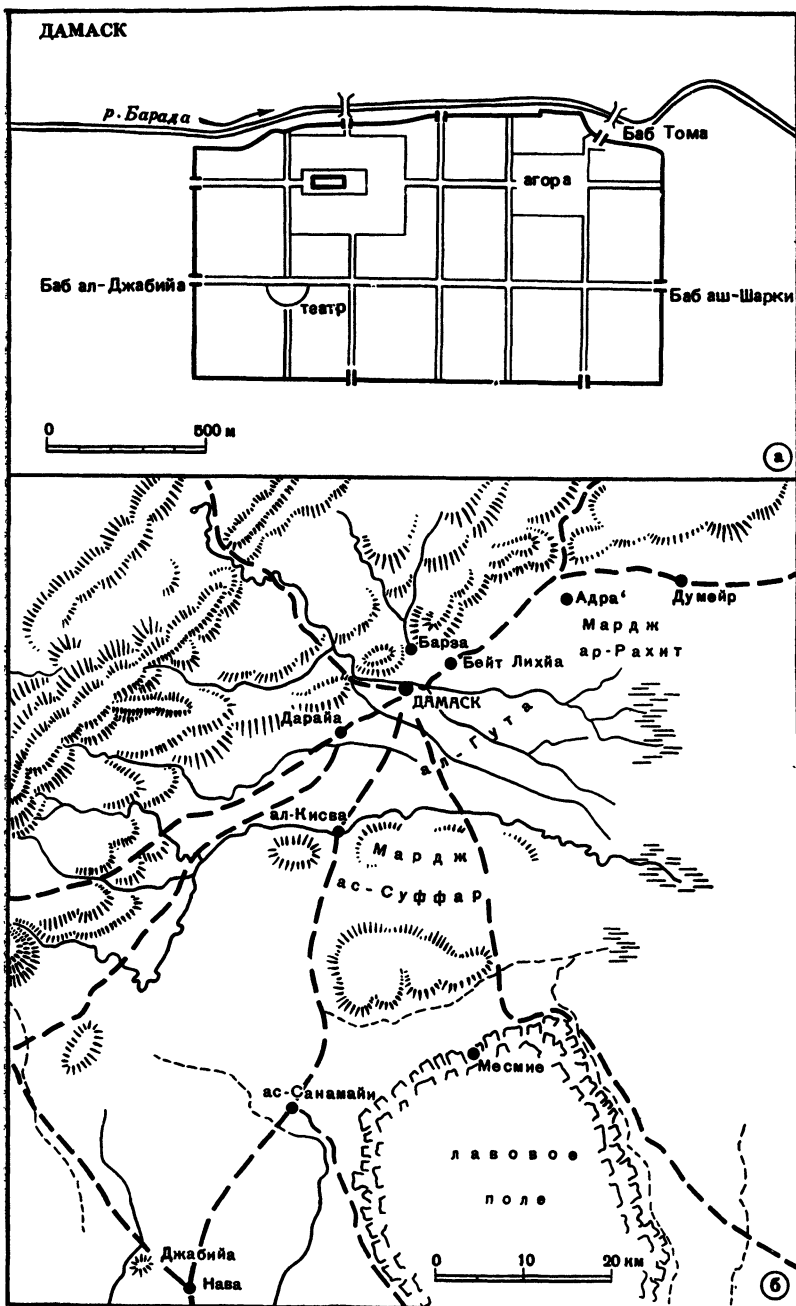 ДАМАСК
р. Барада
Баб Тома
агора
Баб ал-Джабийа
Баб аш-Шарки
театр
0 500 м
а
Адраʿ
Думейр
Мардж
ар-Рахит
Барза
Бейт Лихйа
ДАМАСК
Дарайа
ал-Гута
ал-Кисва
Мардж
ас-Суффар
Месмие
ас-Санамайн
лавовое
поле
Джабийа
Нава
0 10 20 км
б